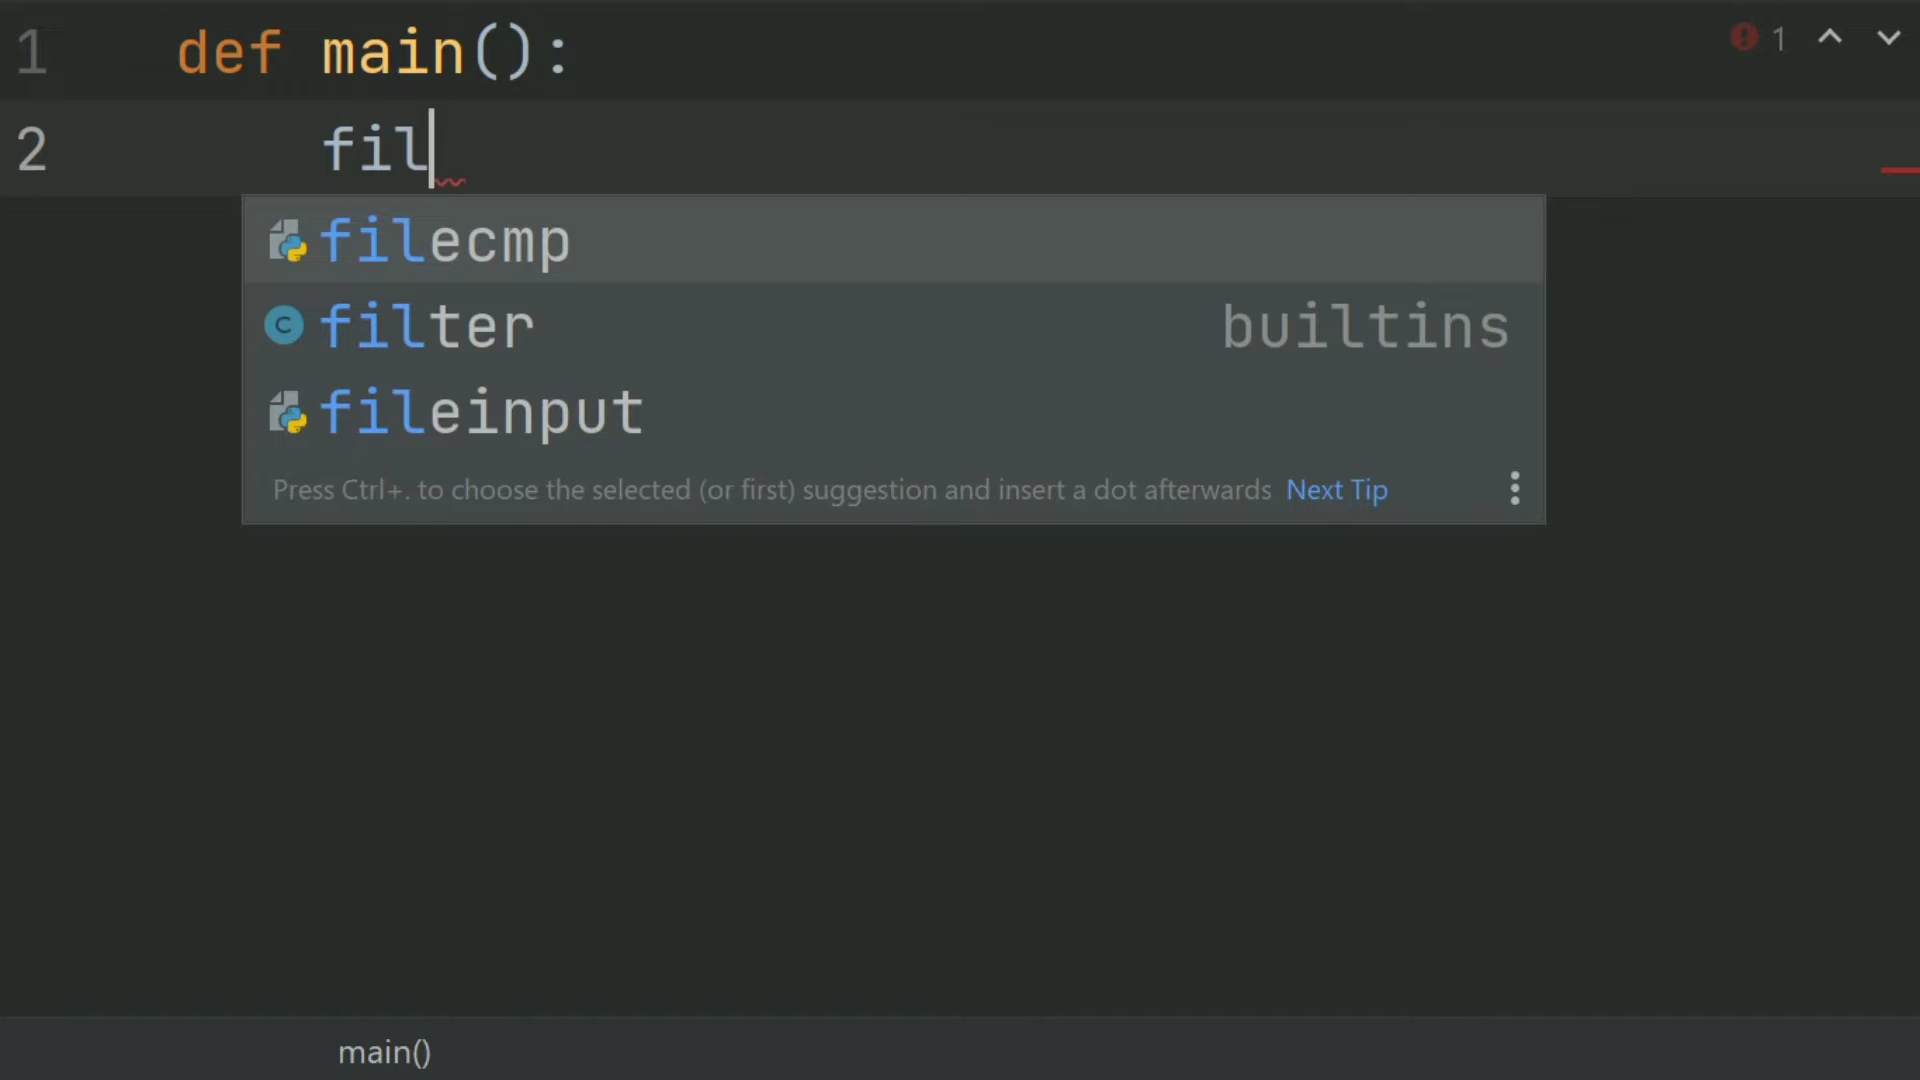 1 def main():
1
2 fil
filecmp
filter builtins
fileinput
Press Ctrl+. to choose the selected (or first) suggestion and insert a dot afterwards Next Tip
main()